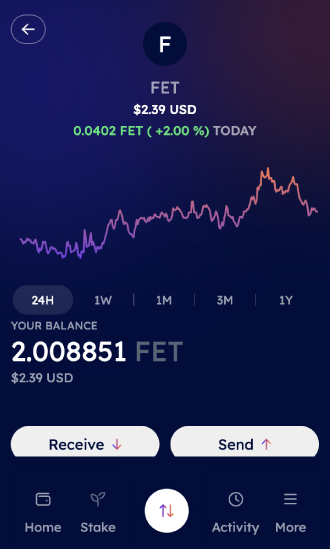 F
FET
$2.39 USD
0.0402 FET ( +2.00 %) TODAY
24H 1W 1M 3M 1Y
YOUR BALANCE
2.008851 FET
$2.39 USD
Receive Send
Home Stake Activity More